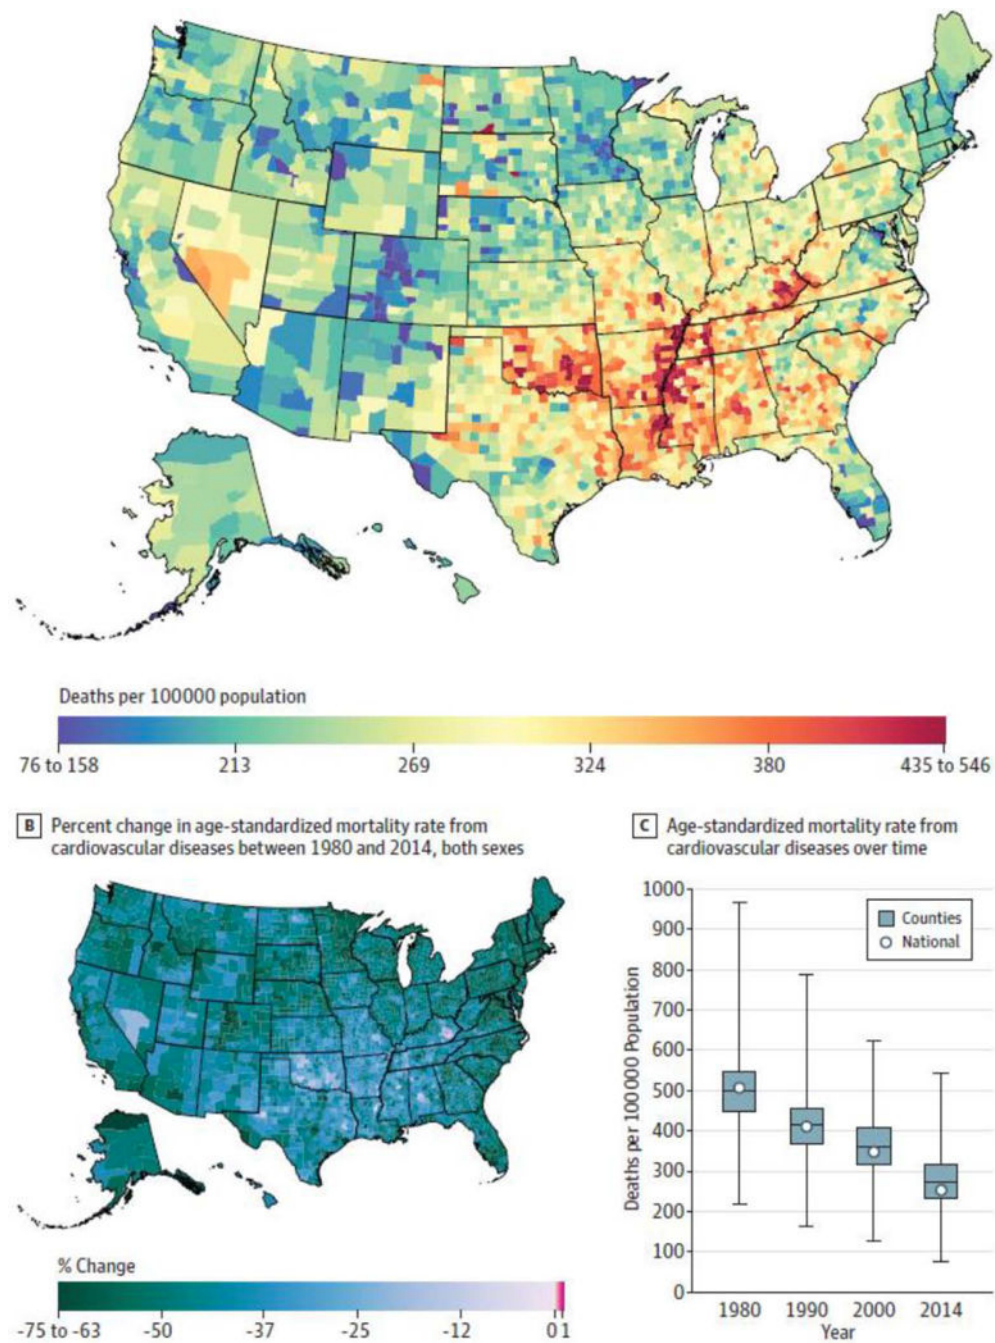 Deaths per 100000 population
76 to 158 213 269 324 380 435 to 546
B Percent change in age-standardized mortality rate from
cardiovascular diseases between 1980 and 2014, both sexes
% Change
-75 to -63 -50 -37 -25 -12 0 1
C Age-standardized mortality rate from
cardiovascular diseases over time
1000
900
800
700
600
500
400
300
200
100
0
Deaths per 100000 Population
Counties
National
1980 1990 2000 2014
Year